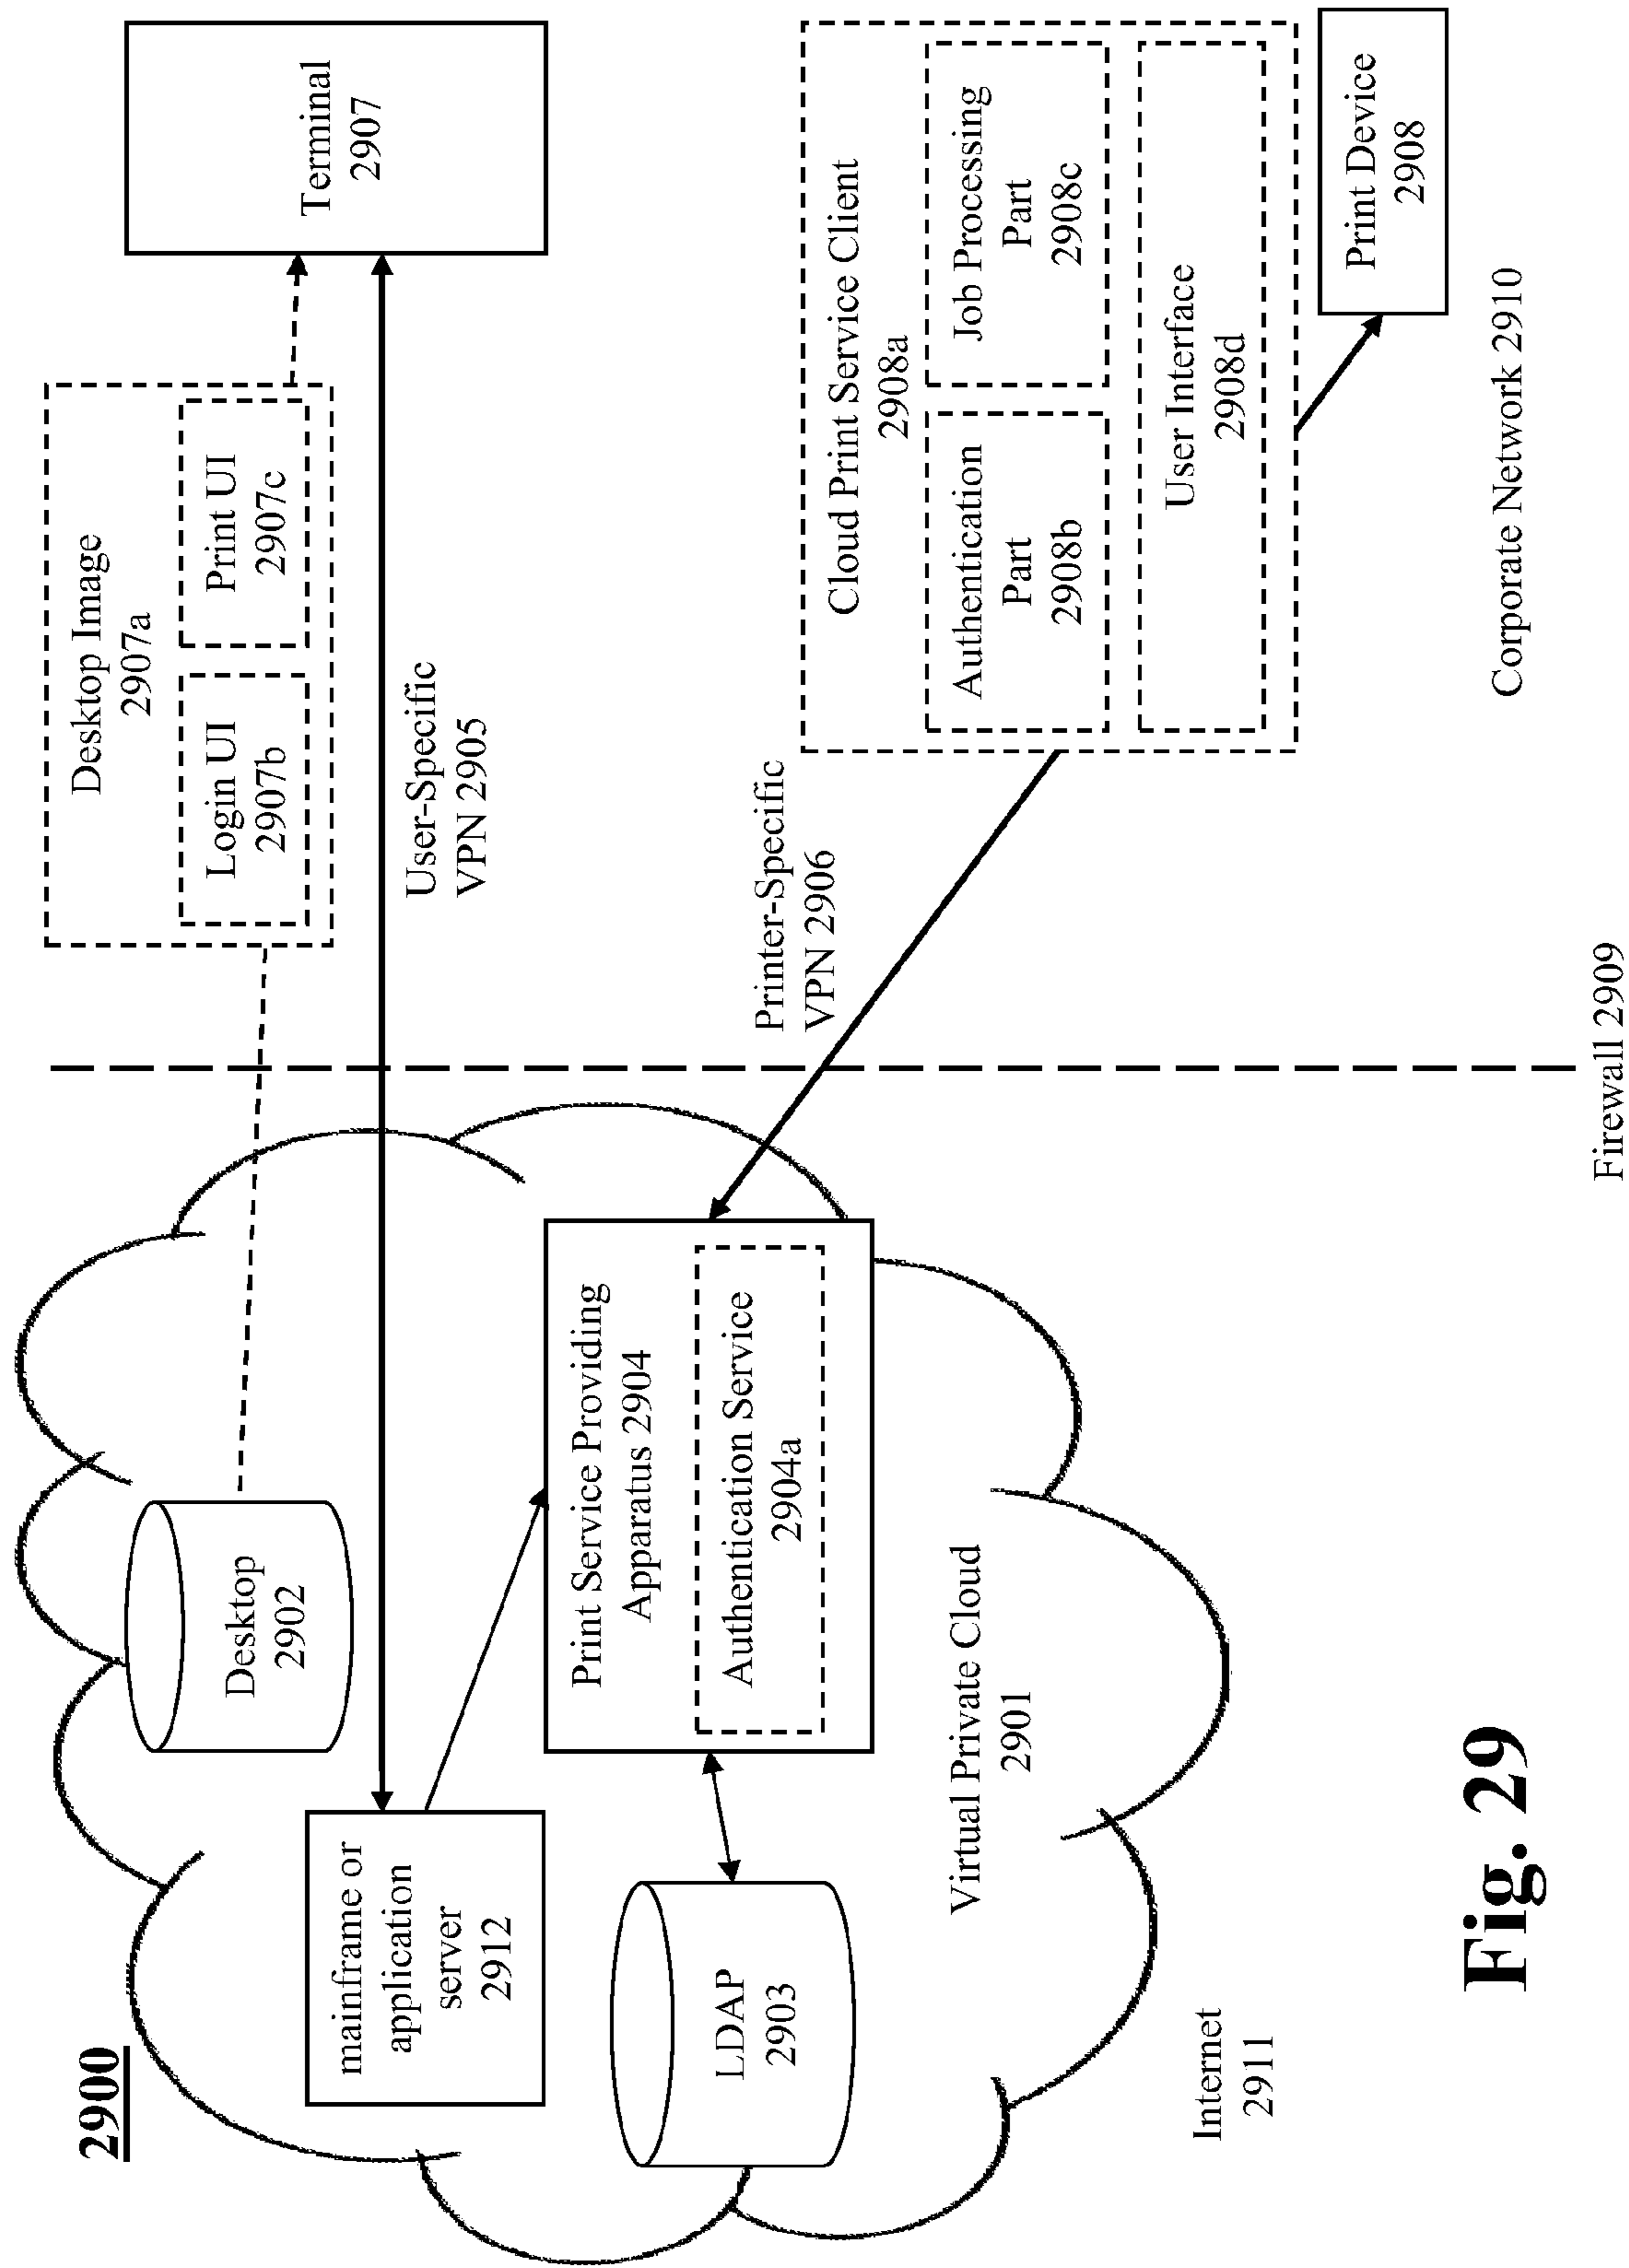 2900
mainframe or
application
server
2912
Desktop
2902
LDAP
2903
Print Service Providing
Apparatus 2904
Authentication Service
2904a
Virtual Private Cloud
2901
Internet
2911
Desktop Image
2907a
Login UI
2907b
Print UI
2907c
Terminal
2907
User-Specific
VPN 2905
Printer-Specific
VPN 2906
Cloud Print Service Client
2908a
Authentication
Part
2908b
Job Processing
Part
2908c
User Interface
2908d
Print Device
2908
Corporate Network 2910
Firewall 2909
Fig. 29